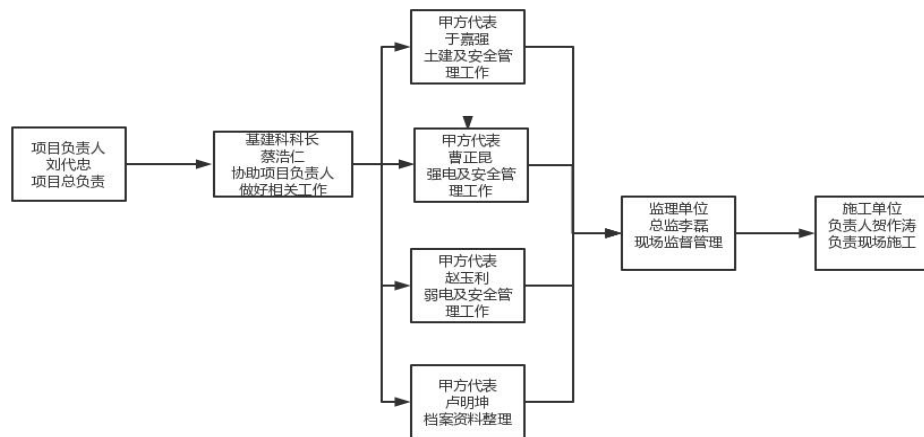 项目负责人
刘代忠
项目总负责
基建科科长
蔡浩仁
协助项目负责人
做好相关工作
甲方代表
于嘉强
土建及安全管
理工作
甲方代表
曹正昆
强电及安全管
理工作
甲方代表
赵玉利
弱电及安全管
理工作
甲方代表
卢明坤
档案资料整理
监理单位
总监李磊
现场监督管理
施工单位
负责人贺作涛
负责现场施工